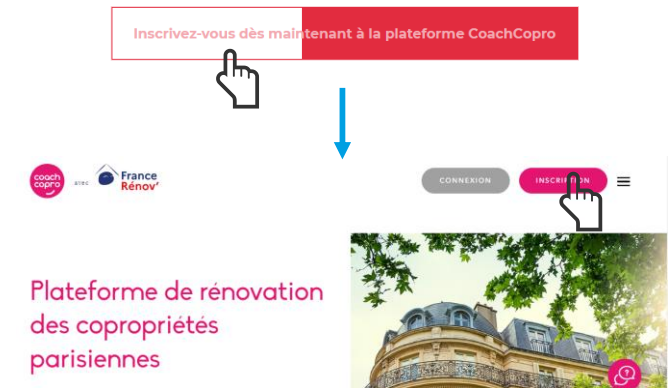 Inscrivez-vous dès maintenant à la plateforme CoachCopro
coach
copro
avec
France
Rénov'
CONNEXION
INSCRIPTION
Plateforme de rénovation
des copropriétés
parisiennes